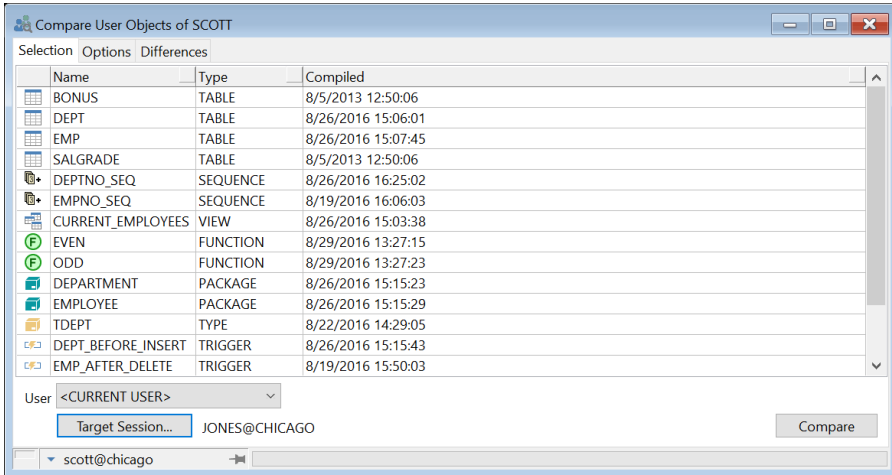 Compare User Objects of SCOTT
Selection Options Differences
Name Type Compiled
BONUS TABLE 8/5/2013 12:50:06
DEPT TABLE 8/26/2016 15:06:01
EMP TABLE 8/26/2016 15:07:45
SALGRADE TABLE 8/5/2013 12:50:06
DEPTNO_SEQ SEQUENCE 8/26/2016 16:25:02
EMPNO_SEQ SEQUENCE 8/19/2016 16:06:03
CURRENT_EMPLOYEES VIEW 8/26/2016 15:03:38
F EVEN FUNCTION 8/29/2016 13:27:15
F ODD FUNCTION 8/29/2016 13:27:23
DEPARTMENT PACKAGE 8/26/2016 15:15:23
EMPLOYEE PACKAGE 8/26/2016 15:15:29
TDEPT TYPE 8/22/2016 14:29:05
DEPT_BEFORE_INSERT TRIGGER 8/26/2016 15:15:43
EMP_AFTER_DELETE TRIGGER 8/19/2016 15:50:03
User <CURRENT USER>
Target Session... JONES@CHICAGO Compare
scott@chicago